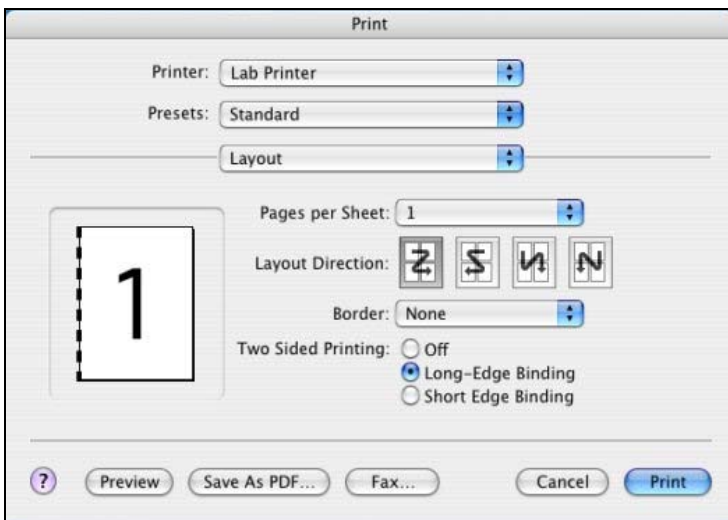 Print
Printer: Lab Printer
Presets: Standard
Layout
Pages per Sheet: 1
Layout Direction:
1
Border: None
Two Sided Printing: Off
Long-Edge Binding
Short Edge Binding
? Preview Save As PDF... Fax... Cancel Print